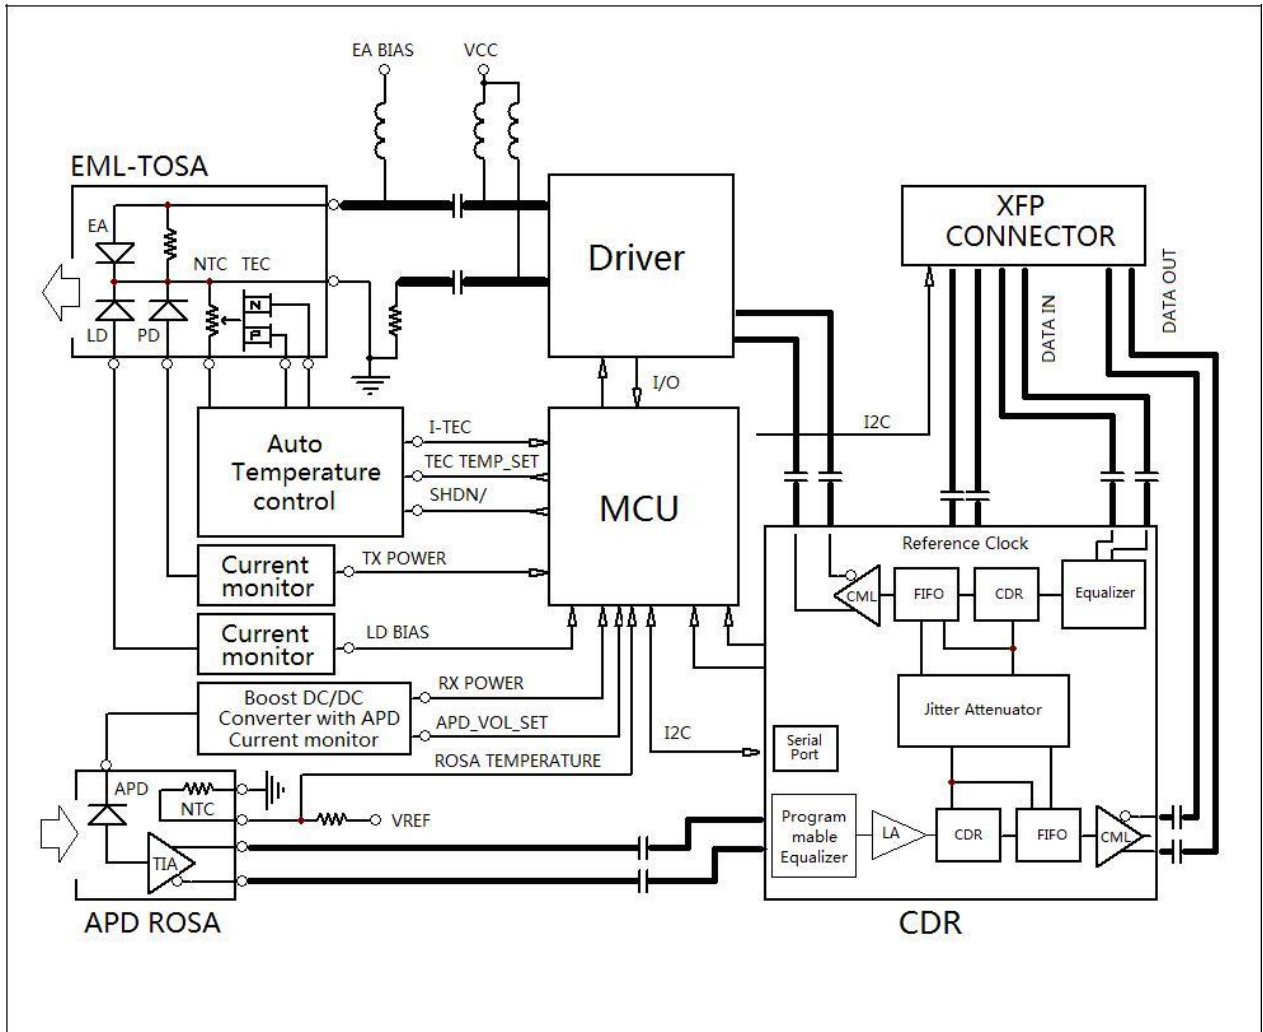 EA BIAS
VCC
EML-TOSA
EA
NTC
TEC
N
P
LD
PD
Driver
XFP
CONNECTOR
DATA IN
DATA OUT
I/O
I2C
Auto
Temperature
control
I-TEC
TEC TEMP_SET
SHDN/
MCU
Current
monitor
TX POWER
Current
monitor
LD BIAS
Boost DC/DC
Converter with APD
Current monitor
RX POWER
APD_VOL_SET
ROSA TEMPERATURE
I2C
Reference Clock
CML
FIFO
CDR
Equalizer
Jitter Attenuator
Serial
Port
Program
mable
Equalizer
LA
CDR
FIFO
CML
APD
NTC
VREF
TIA
APD ROSA
CDR